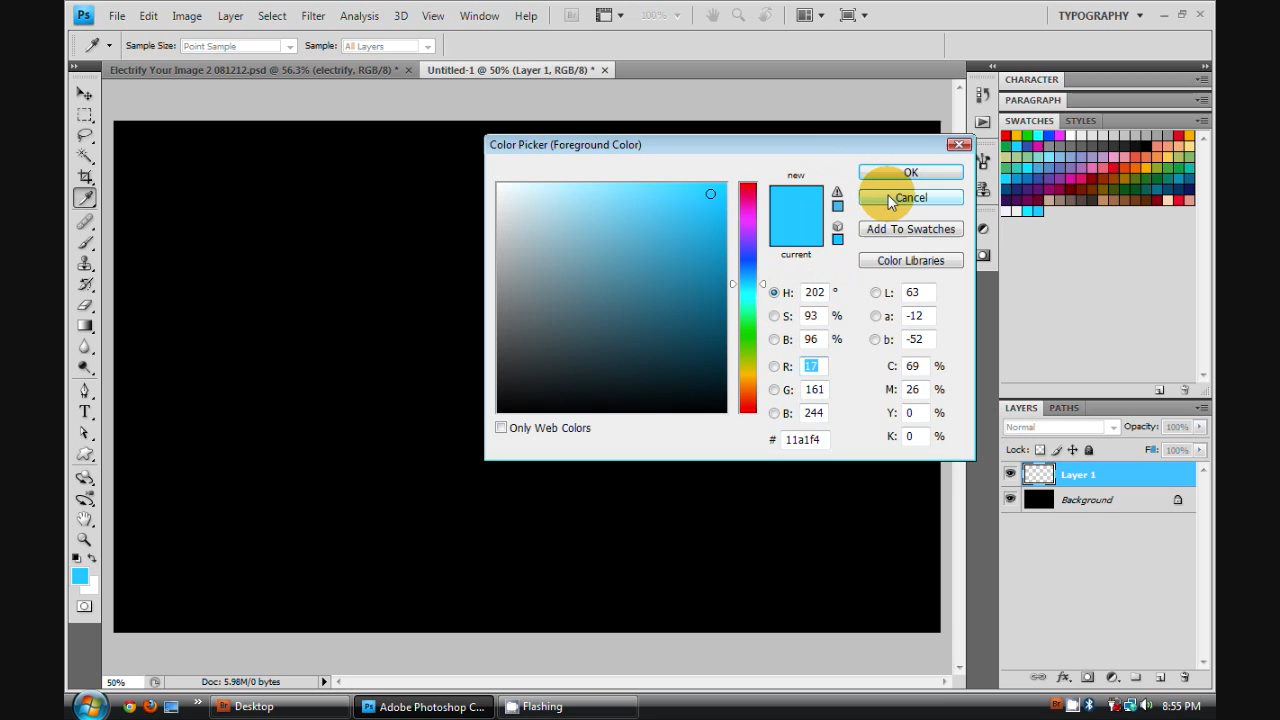 Ps File Edit Image Layer Select Filter Analysis 3D View Window Help Br 100% TYPOGRAPHY
Sample Size: Point Sample Sample: All Layers
Electrify Your Image 2 081212.psd @ 56.3% (electrify, RGB/8) * Untitled-1 @ 50% (Layer 1, RGB/8) *
CHARACTER
PARAGRAPH
SWATCHES STYLES
Color Picker (Foreground Color)
new
current
OK
Cancel
Add To Swatches
Color Libraries
H: 202 ° L: 63
S: 93 % a: -12
B: 96 % b: -52
R: 17 C: 69 %
G: 161 M: 26 %
B: 244 Y: 0 %
# 11a1f4 K: 0 %
Only Web Colors
LAYERS PATHS
Normal Opacity: 100%
Lock: Fill: 100%
Layer 1
Background
fx
50% Doc: 5.98M/0 bytes
Br Desktop Ps Adobe Photoshop C... Flashing Br 8:55 PM